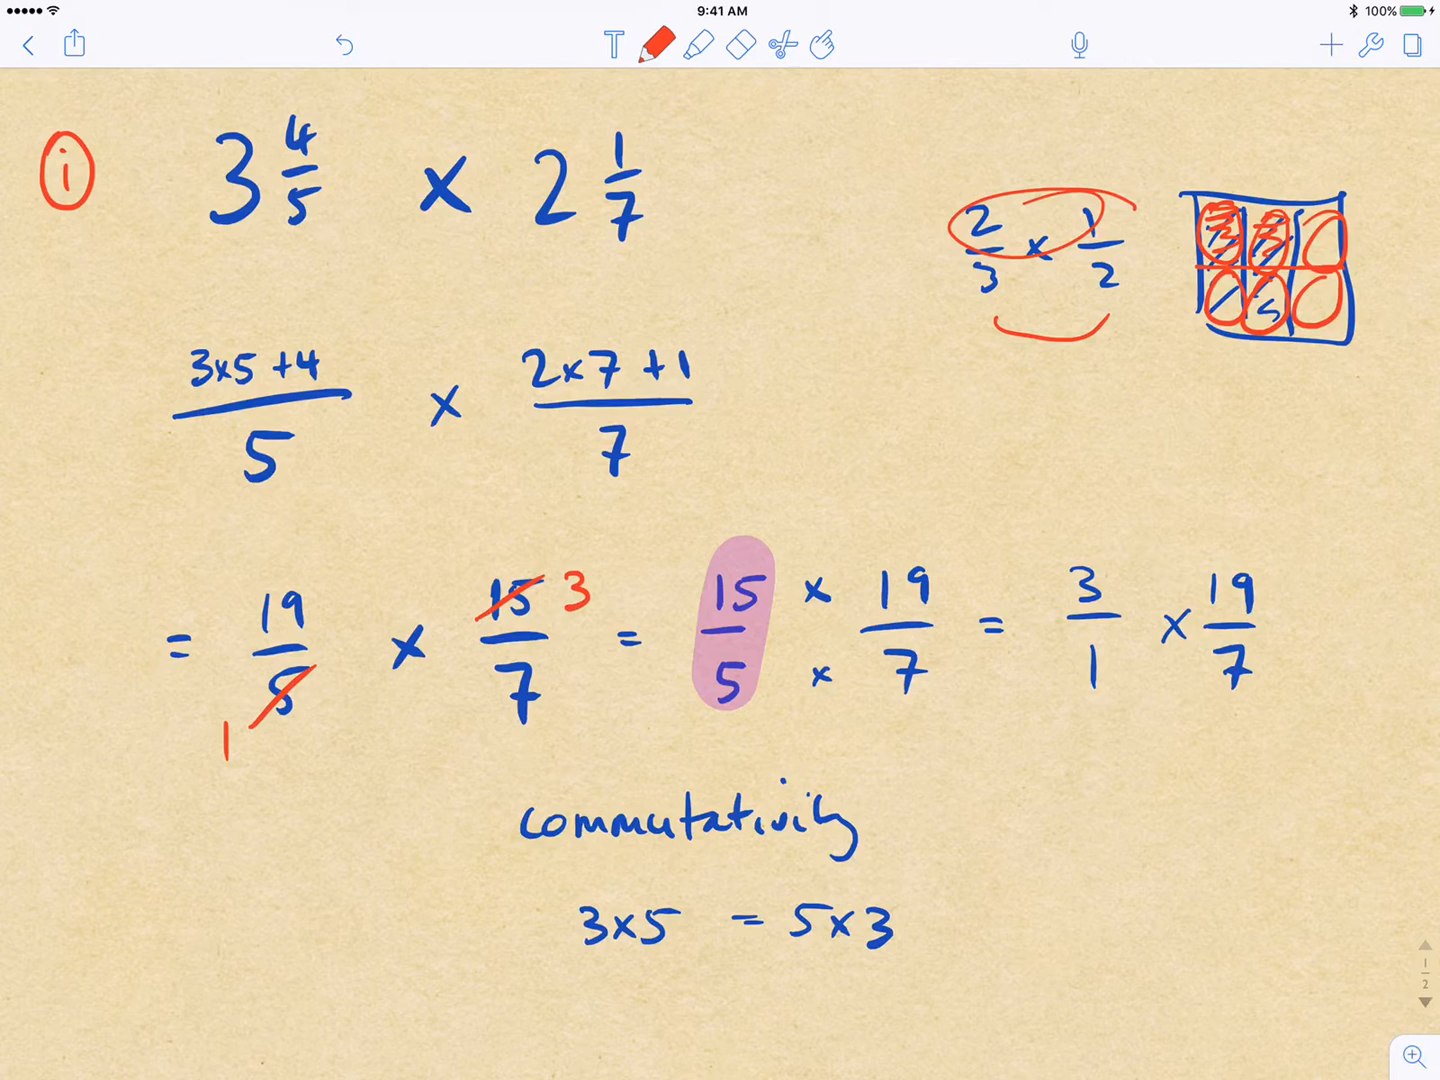 9:41 AM
100%
T
i
3 4/5 × 2 1/7
2/3 × 1/2
3×5+4/5 × 2×7+1/7
= 19/5 1 × 15/7 3 = 15/5 × × 19/7 = 3/1 × 19/7
commutativity
3×5 = 5×3
1/2